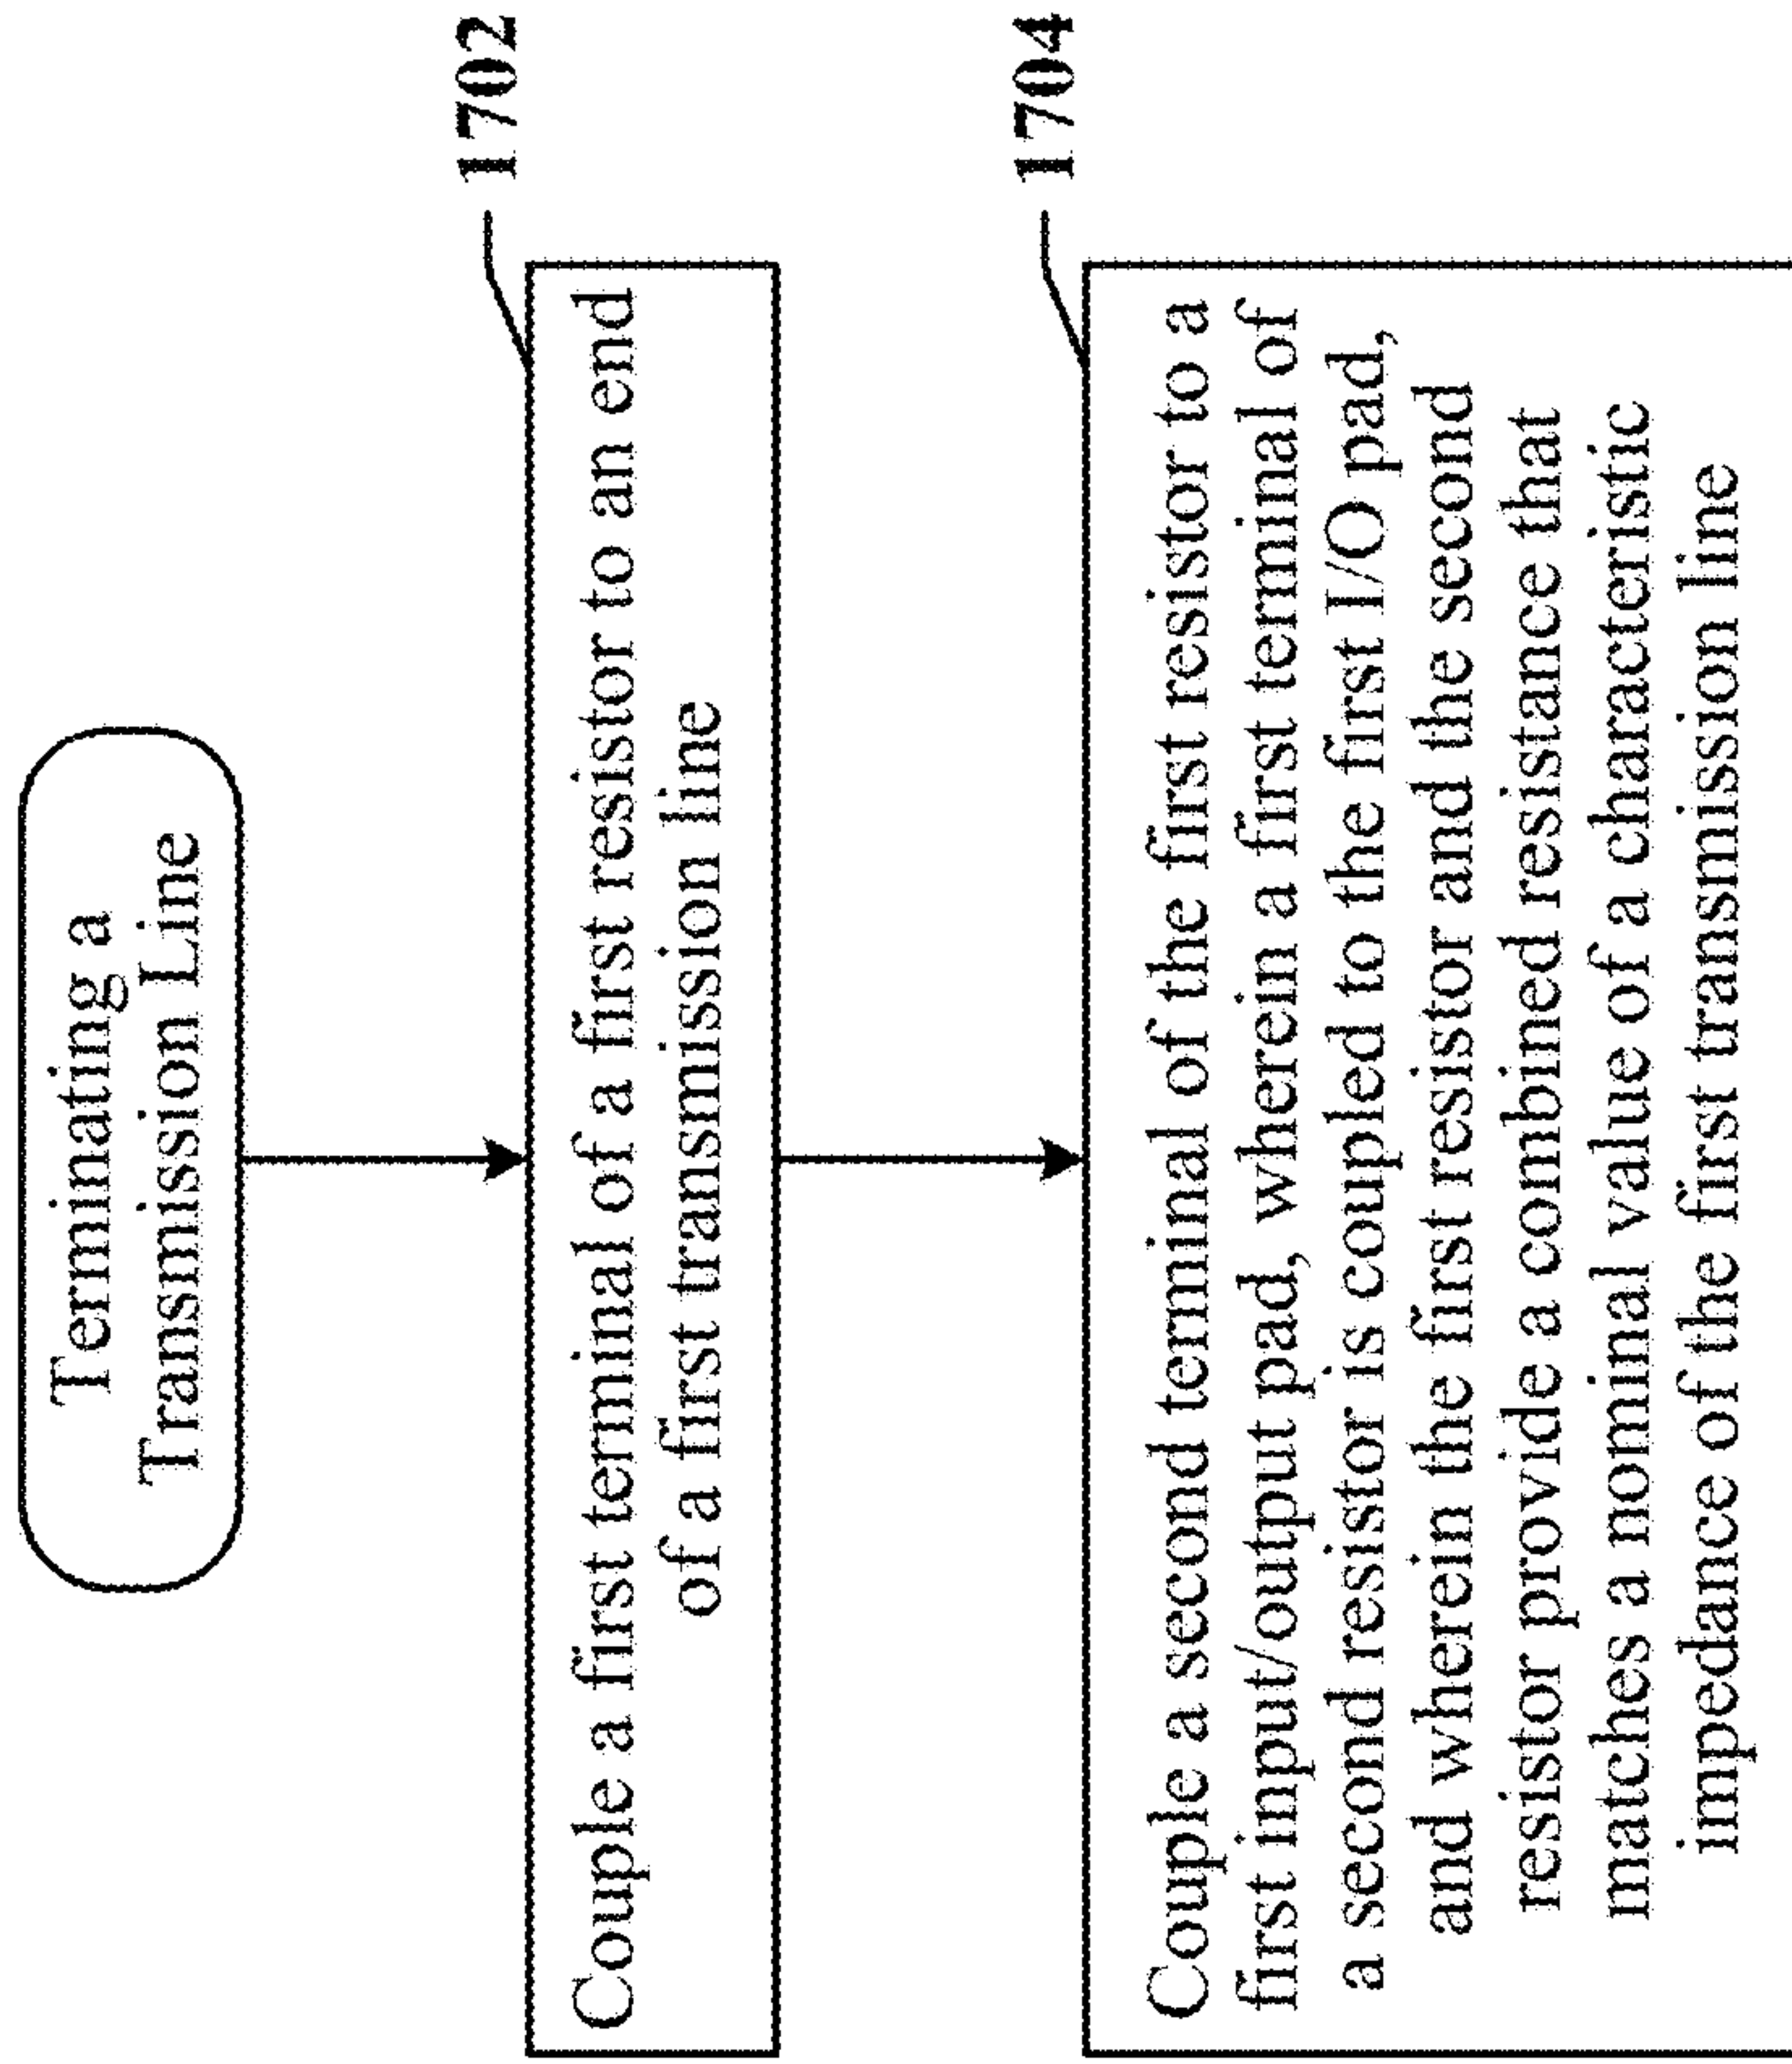 Terminating a
Transmission Line
1702
Couple a first terminal of a first resistor to an end
of a first transmission line
1704
Couple a second terminal of the first resistor to a
first input/output pad, wherein a first terminal of
a second resistor is coupled to the first I/O pad,
and wherein the first resistor and the second
resistor provide a combined resistance that
matches a nominal value of a characteristic
impedance of the first transmission line